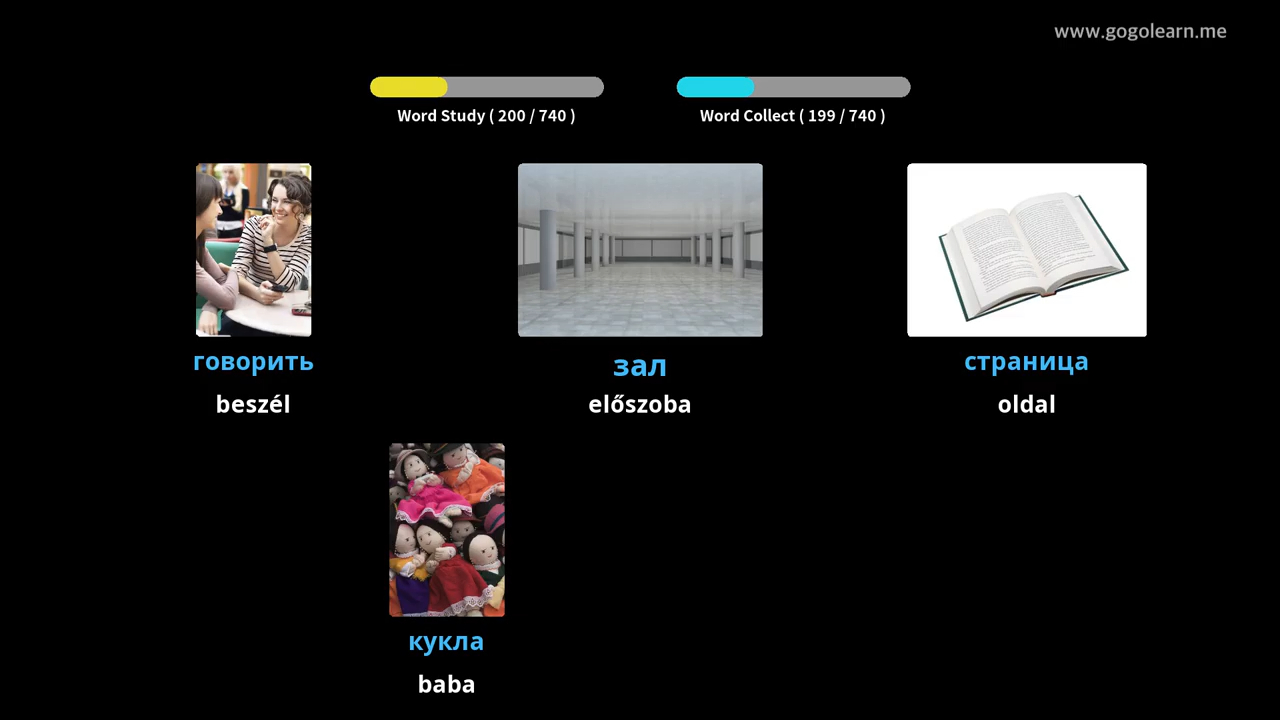 www.gogolearn.me
Word Study ( 200 / 740 )
Word Collect ( 199 / 740 )
говорить
beszél
зал
előszoba
страница
oldal
кукла
baba